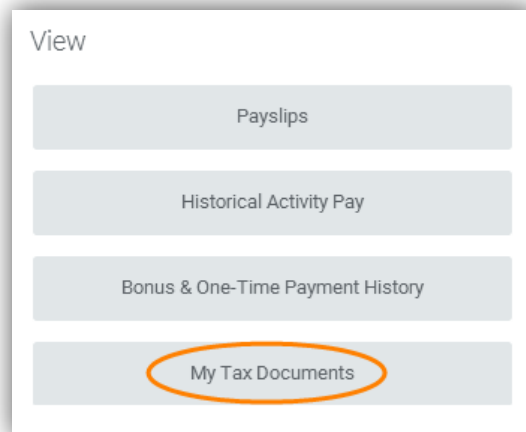 View
Payslips
Historical Activity Pay
Bonus & One-Time Payment History
My Tax Documents